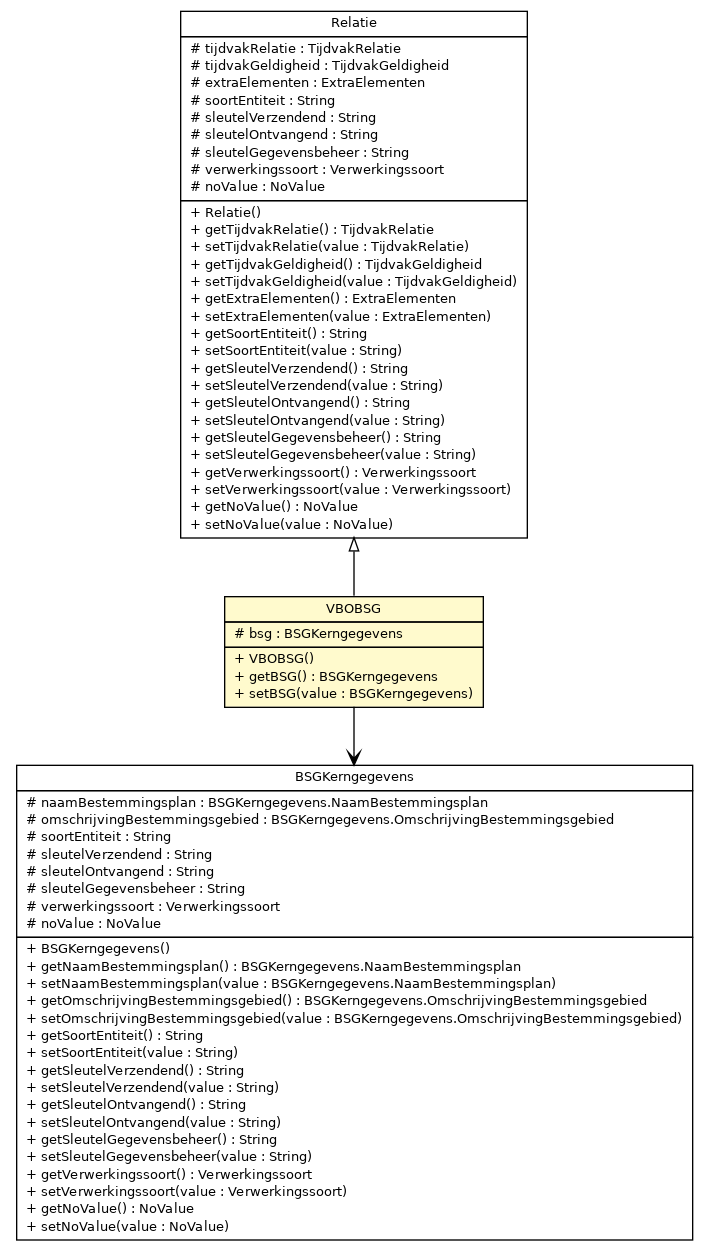 Relatie
# tijdvakRelatie : TijdvakRelatie
# tijdvakGeldigheid : TijdvakGeldigheid
# extraElementen : ExtraElementen
# soortEntiteit : String
# sleutelVerzendend : String
# sleutelOntvangend : String
# sleutelGegevensbeheer : String
# verwerkingssoort : Verwerkingssoort
# noValue : NoValue
+ Relatie()
+ getTijdvakRelatie() : TijdvakRelatie
+ setTijdvakRelatie(value : TijdvakRelatie)
+ getTijdvakGeldigheid() : TijdvakGeldigheid
+ setTijdvakGeldigheid(value : TijdvakGeldigheid)
+ getExtraElementen() : ExtraElementen
+ setExtraElementen(value : ExtraElementen)
+ getSoortEntiteit() : String
+ setSoortEntiteit(value : String)
+ getSleutelVerzendend() : String
+ setSleutelVerzendend(value : String)
+ getSleutelOntvangend() : String
+ setSleutelOntvangend(value : String)
+ getSleutelGegevensbeheer() : String
+ setSleutelGegevensbeheer(value : String)
+ getVerwerkingssoort() : Verwerkingssoort
+ setVerwerkingssoort(value : Verwerkingssoort)
+ getNoValue() : NoValue
+ setNoValue(value : NoValue)
VBOBSG
# bsg : BSGKerngegevens
+ VBOBSG()
+ getBSG() : BSGKerngegevens
+ setBSG(value : BSGKerngegevens)
BSGKerngegevens
# naamBestemmingsplan : BSGKerngegevens.NaamBestemmingsplan
# omschrijvingBestemmingsgebied : BSGKerngegevens.OmschrijvingBestemmingsgebied
# soortEntiteit : String
# sleutelVerzendend : String
# sleutelOntvangend : String
# sleutelGegevensbeheer : String
# verwerkingssoort : Verwerkingssoort
# noValue : NoValue
+ BSGKerngegevens()
+ getNaamBestemmingsplan() : BSGKerngegevens.NaamBestemmingsplan
+ setNaamBestemmingsplan(value : BSGKerngegevens.NaamBestemmingsplan)
+ getOmschrijvingBestemmingsgebied() : BSGKerngegevens.OmschrijvingBestemmingsgebied
+ setOmschrijvingBestemmingsgebied(value : BSGKerngegevens.OmschrijvingBestemmingsgebied)
+ getSoortEntiteit() : String
+ setSoortEntiteit(value : String)
+ getSleutelVerzendend() : String
+ setSleutelVerzendend(value : String)
+ getSleutelOntvangend() : String
+ setSleutelOntvangend(value : String)
+ getSleutelGegevensbeheer() : String
+ setSleutelGegevensbeheer(value : String)
+ getVerwerkingssoort() : Verwerkingssoort
+ setVerwerkingssoort(value : Verwerkingssoort)
+ getNoValue() : NoValue
+ setNoValue(value : NoValue)